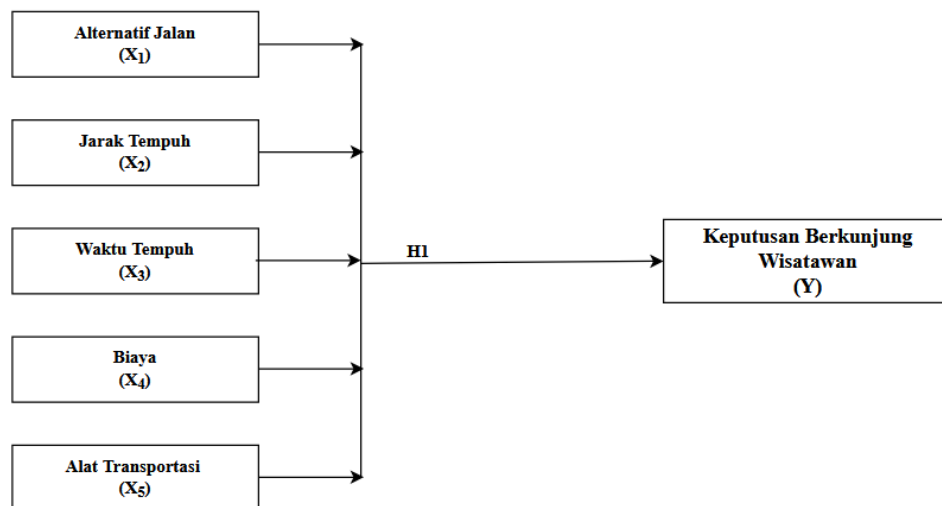 Alternatif Jalan
(X1)
Jarak Tempuh
(X2)
Waktu Tempuh
(X3)
Biaya
(X4)
Alat Transportasi
(X5)
H1
Keputusan Berkunjung
Wisatawan
(Y)